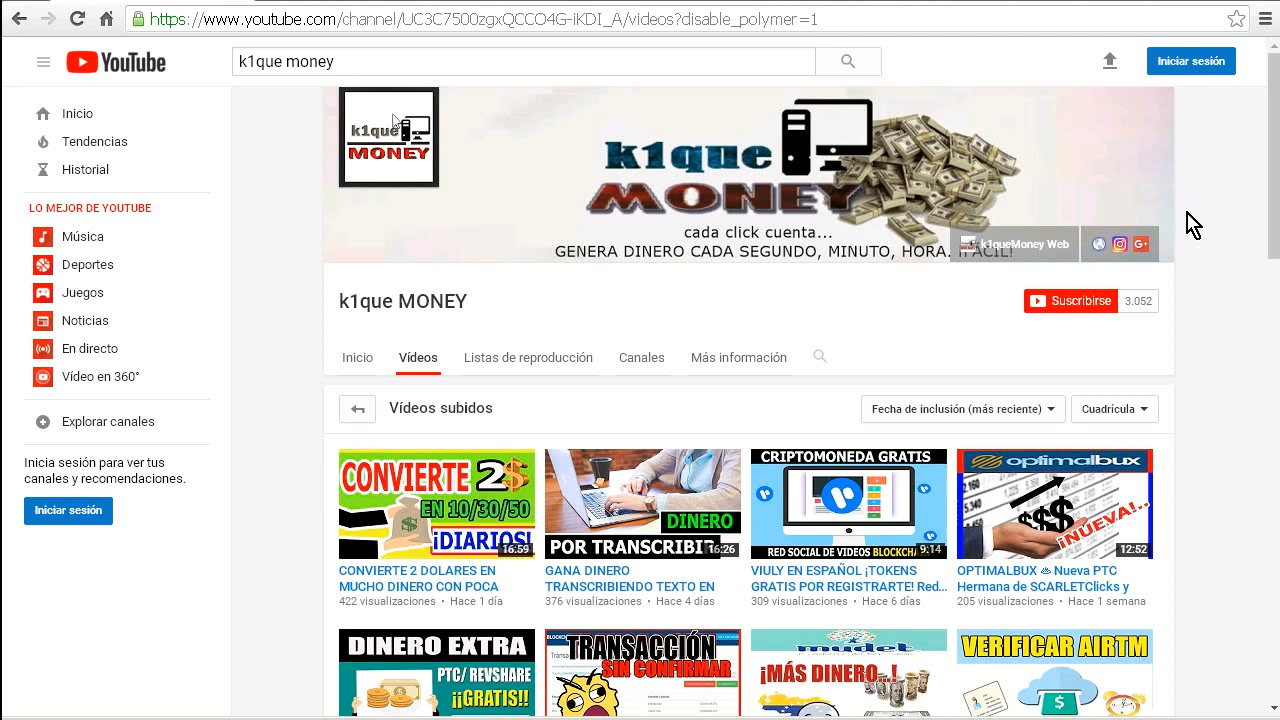 https://www.youtube.com/channel/UC3C7500zgxQCCO4G-iKDI_A/videos?disable_polymer=1
YouTube
k1que money
Iniciar sesión
Inicio
Tendencias
Historial
LO MEJOR DE YOUTUBE
Música
Deportes
Juegos
Noticias
En directo
Vídeo en 360°
Explorar canales
Inicia sesión para ver tus
canales y recomendaciones.
Iniciar sesión
k1que
MONEY
k1que
MONEY
cada click cuenta...
GENERA DINERO CADA SEGUNDO, MINUTO, HORA. ¡FACIL!
k1queMoney Web
k1que MONEY
Suscribirse 3.052
Inicio
Vídeos
Listas de reproducción
Canales
Más información
Vídeos subidos
Fecha de inclusión (más reciente)
Cuadrícula
CONVIERTE 2$
EN 10/30/50
¡DIARIOS!
16:59
CONVIERTE 2 DOLARES EN
MUCHO DINERO CON POCA
422 visualizaciones • Hace 1 día
DINERO
POR TRANSCRIBIR
16:26
GANA DINERO
TRANSCRIBIENDO TEXTO EN
376 visualizaciones • Hace 4 días
CRIPTOMONEDA GRATIS
RED SOCIAL DE VIDEOS BLOCKCHA
9:14
VIULY EN ESPAÑOL ¡TOKENS
GRATIS POR REGISTRARTE! Red...
309 visualizaciones • Hace 6 días
optimalbux
$$$
¡NUEVA!..
12:52
OPTIMALBUX ♨ Nueva PTC
Hermana de SCARLETClicks y
205 visualizaciones • Hace 1 semana
DINERO EXTRA
PTC/ REVSHARE
¡¡GRATIS!!
TRANSACCIÓN
SIN CONFIRMAR
mudet
¡MÁS DINERO..!
VERIFICAR AIRTM